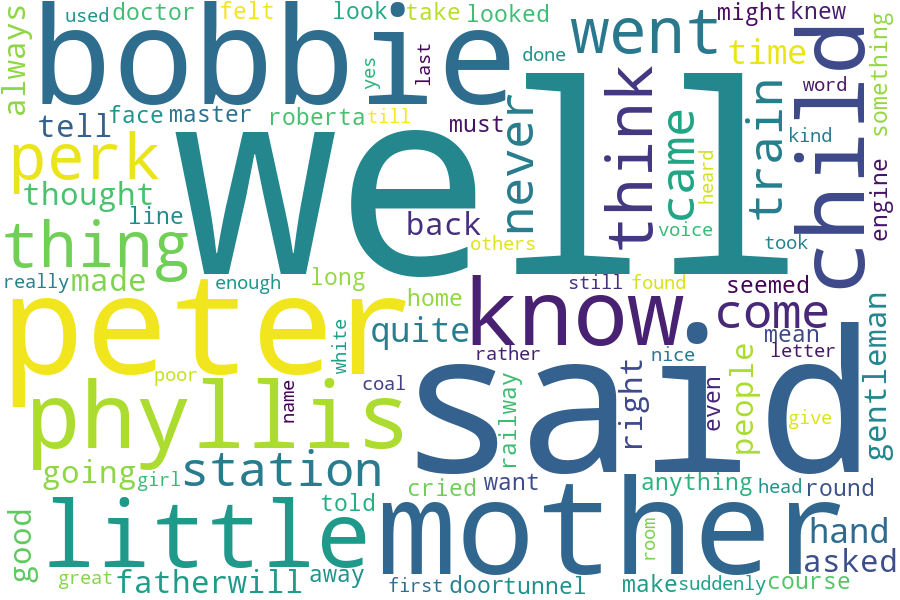 used doctor felt look take looked might knew
always bobbie went time child something
done yes last
tell face master roberta till must never think came train word kind
perk well heard engine
thought line back others voice took
thing
really made enough long home still found seemed
peter know come gentleman
white quite rather nice mean letter
poor coal
phyllis name said railway right even people give
going girl station cried want anything head round
good little told mother room hand
asked
great father will away first door tunnel make suddenly course